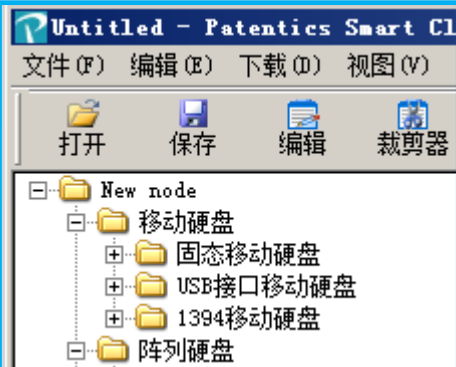 Untitled - Patentics Smart Cl
文件(F) 编辑(E) 下载(D) 视图(V)
打开 保存 编辑 裁剪器
New node
移动硬盘
固态移动硬盘
USB接口移动硬盘
1394移动硬盘
阵列硬盘